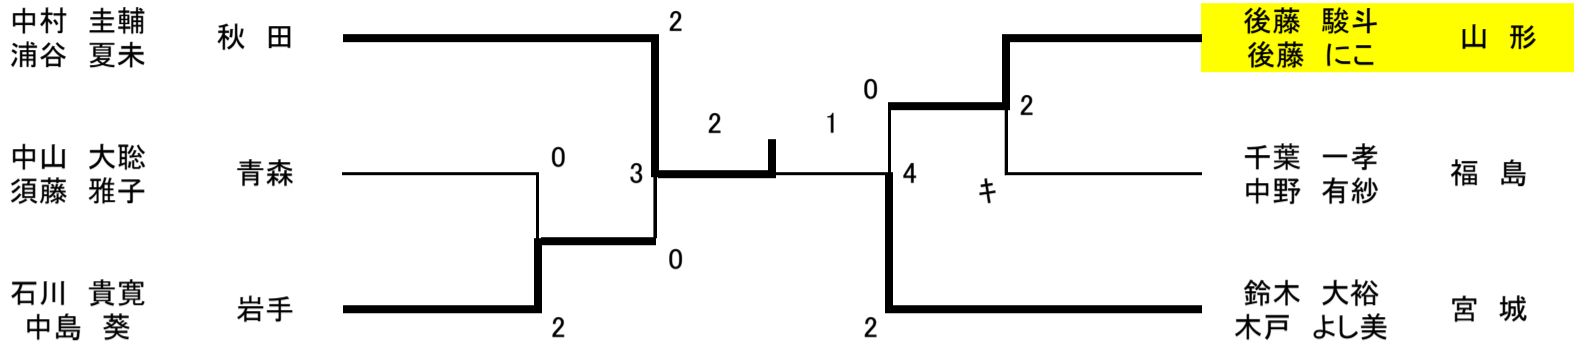 中村 圭輔
浦谷 夏未
秋 田
2
後藤 駿斗
後藤 にこ
山 形
0
2
2
1
中山 大聡
須藤 雅子
青森
0
3
4
キ
千葉 一孝
中野 有紗
福 島
0
石川 貴寛
中島 葵
岩手
2
2
鈴木 大裕
木戸 よし美
宮 城